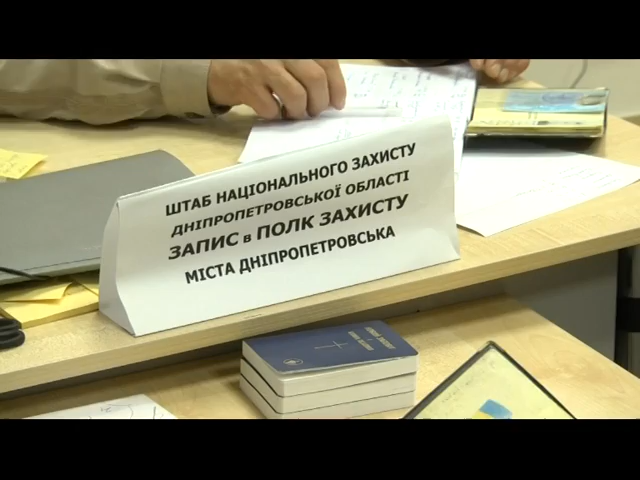 ШТАБ НАЦІОНАЛЬНОГО ЗАХИСТУ
ДНІПРОПЕТРОВСЬКОЇ ОБЛАСТІ
ЗАПИС в ПОЛК ЗАХИСТУ
МІСТА ДНІПРОПЕТРОВСЬКА